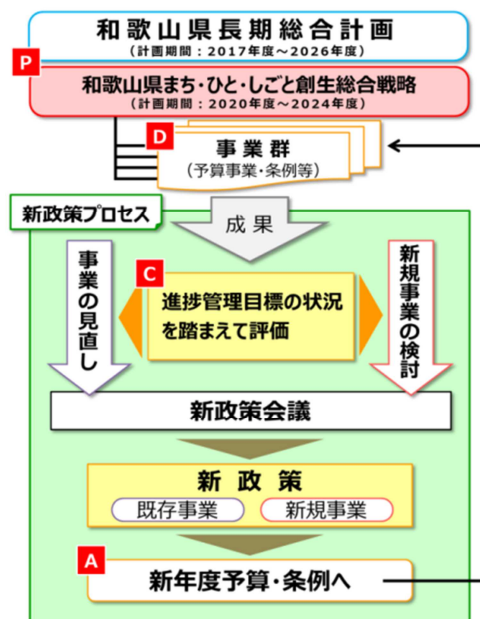 和歌山県長期総合計画
（計画期間：2017年度～2026年度）
P
和歌山県まち・ひと・しごと創生総合戦略
（計画期間：2020年度～2024年度）
D
事業群
（予算事業・条例等）
新政策プロセス
成果
事業の見直し
C
進捗管理目標の状況
を踏まえて評価
新規事業の検討
新政策会議
新政策
既存事業
新規事業
A
新年度予算・条例へ